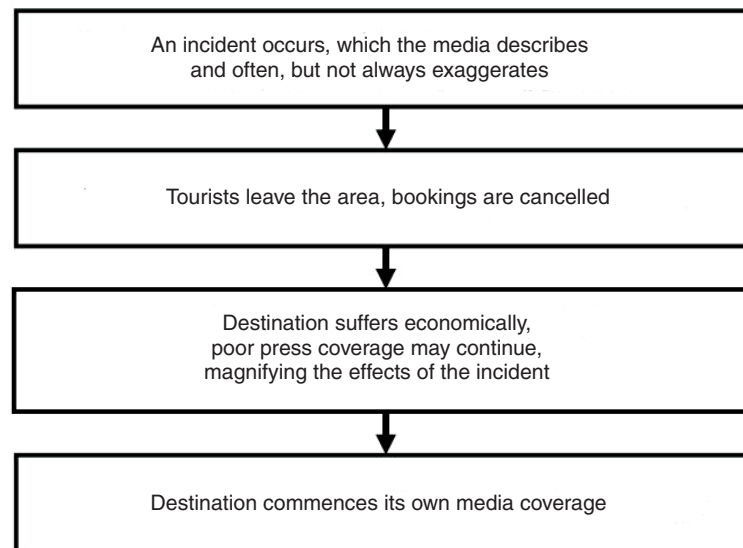 An incident occurs, which the media describes
and often, but not always exaggerates
Tourists leave the area, bookings are cancelled
Destination suffers economically,
poor press coverage may continue,
magnifying the effects of the incident
Destination commences its own media coverage